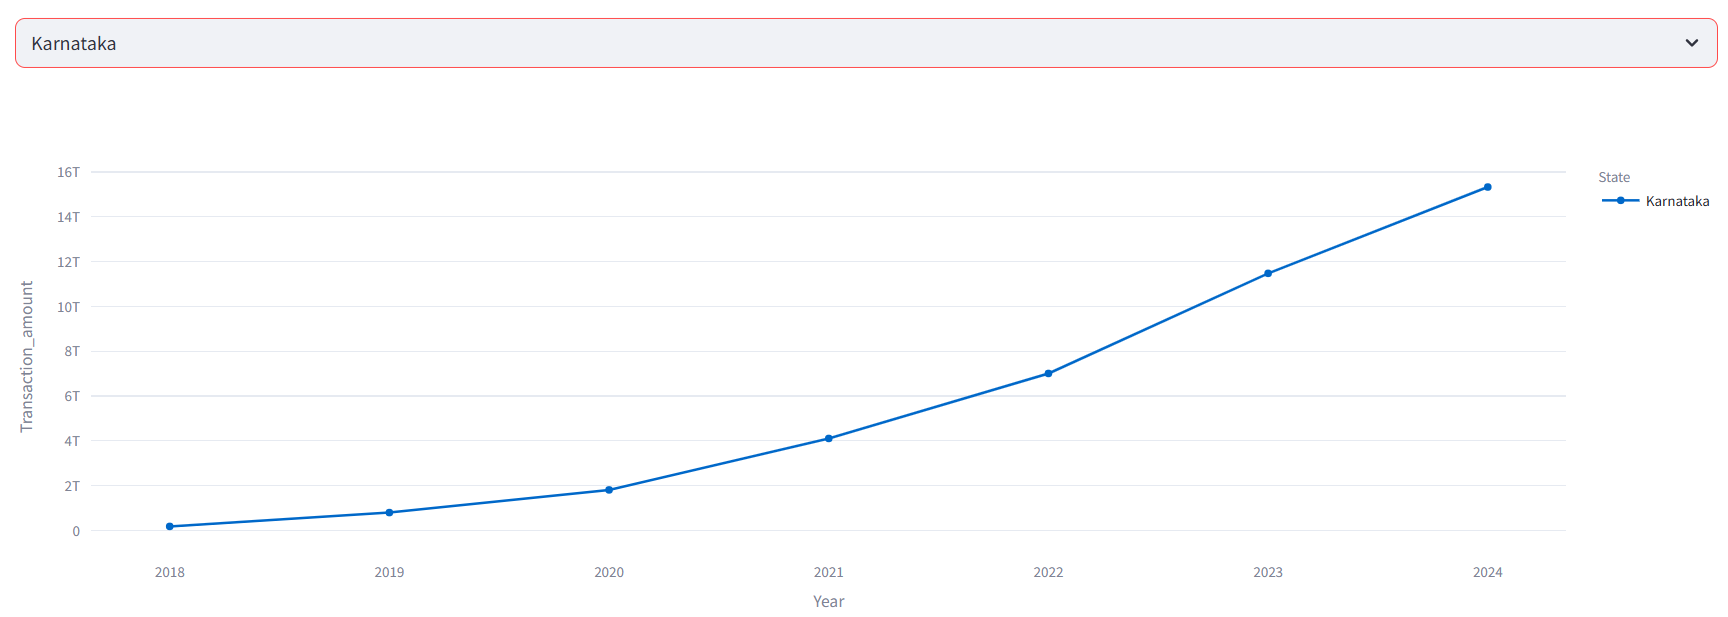 Karnataka
16T
14T
12T
10T
8T
6T
4T
2T
0
Transaction_amount
2018 2019 2020 2021 2022 2023 2024
Year
State
Karnataka